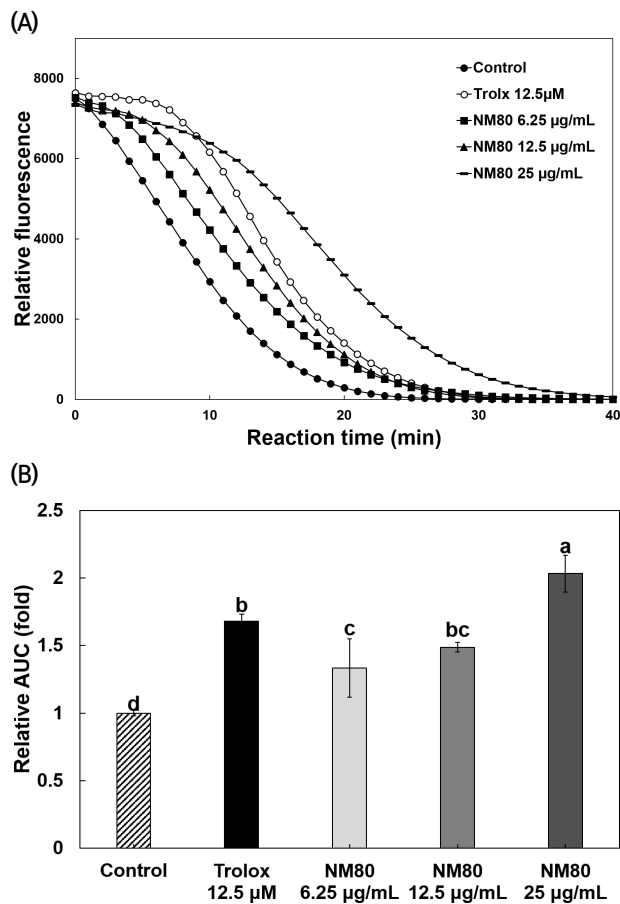 (A)
8000
6000
4000
2000
0
Relative fluorescence
Control
Trolx 12.5µM
NM80 6.25 µg/mL
NM80 12.5 µg/mL
NM80 25 µg/mL
0 10 20 30 40
Reaction time (min)
(B)
2.5
2
1.5
1
0.5
0
Relative AUC (fold)
d b c bc a
Control Trolox NM80 NM80 NM80
12.5 µM 6.25 µg/mL 12.5 µg/mL 25 µg/mL